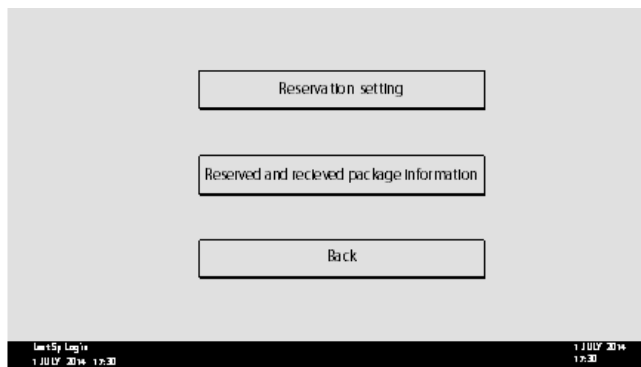 Reservation setting
Reserved and recieved package information
Back
Last Sp Login
1 JULY 2014 17:30
1 JULY 2014
17:30